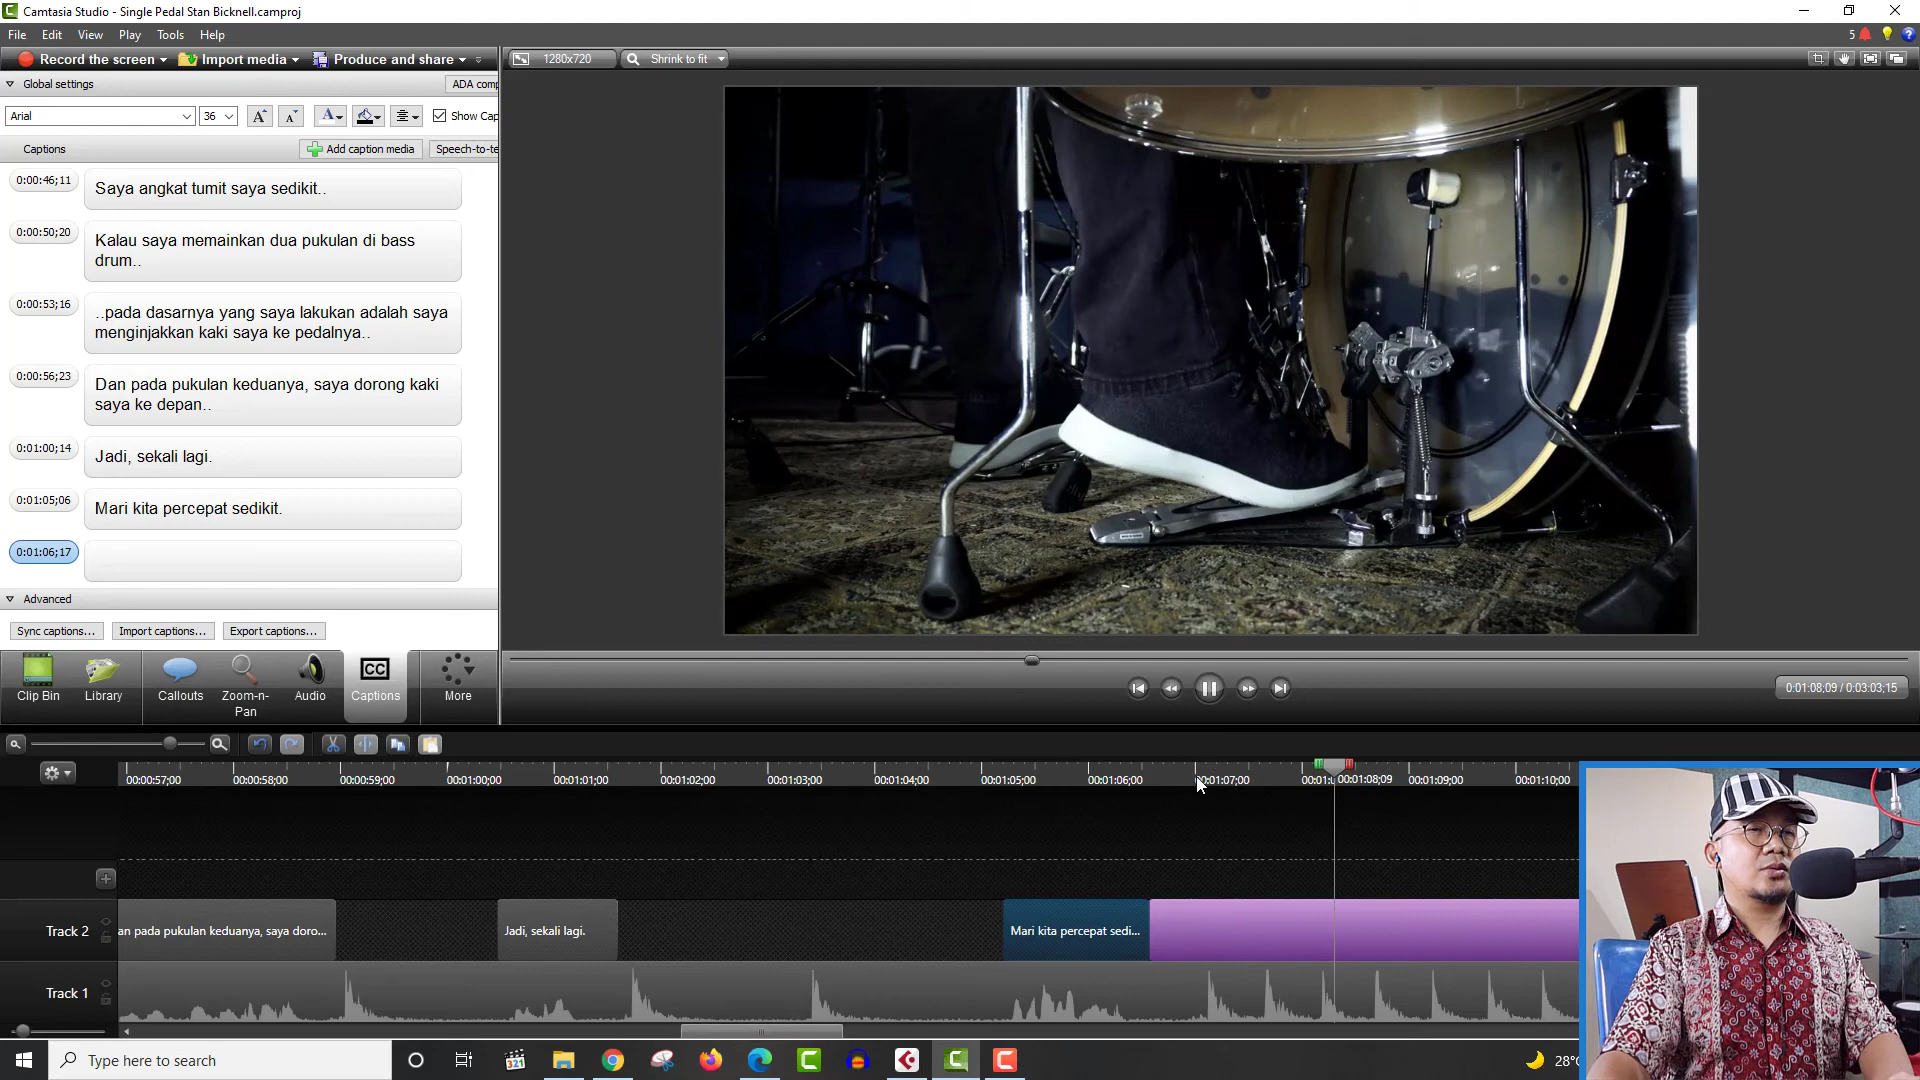 Camtasia Studio - Single Pedal Stan Bicknell.camproj
File Edit View Play Tools Help
5
Record the screen Import media Produce and share
1280x720 Shrink to fit
Global settings
ADA comp
Arial
36
A A A
Show Cap
Captions
Add caption media
Speech-to-te
0:00:46;11
Saya angkat tumit saya sedikit..
0:00:50;20
Kalau saya memainkan dua pukulan di bass
drum..
0:00:53;16
..pada dasarnya yang saya lakukan adalah saya
menginjakkan kaki saya ke pedalnya..
0:00:56;23
Dan pada pukulan keduanya, saya dorong kaki
saya ke depan..
0:01:00;14
Jadi, sekali lagi.
0:01:05;06
Mari kita percepat sedikit.
0:01:06;17
Advanced
Sync captions...
Import captions...
Export captions...
CC
Clip Bin
Library
Callouts
Zoom-n-
Pan
Audio
Captions
More
0:01:08;09 / 0:03:03;15
00:00:57;00 00:00:58;00 00:00:59;00 00:01:00;00 00:01:01;00 00:01:02;00 00:01:03;00 00:01:04;00 00:01:05;00 00:01:06;00 00:01:07;00 00:01:08;09 00:01:09;00 00:01:10;00
Track 2
an pada pukulan keduanya, saya doro...
Jadi, sekali lagi.
Mari kita percepat sedi...
Track 1
Type here to search
321
28°